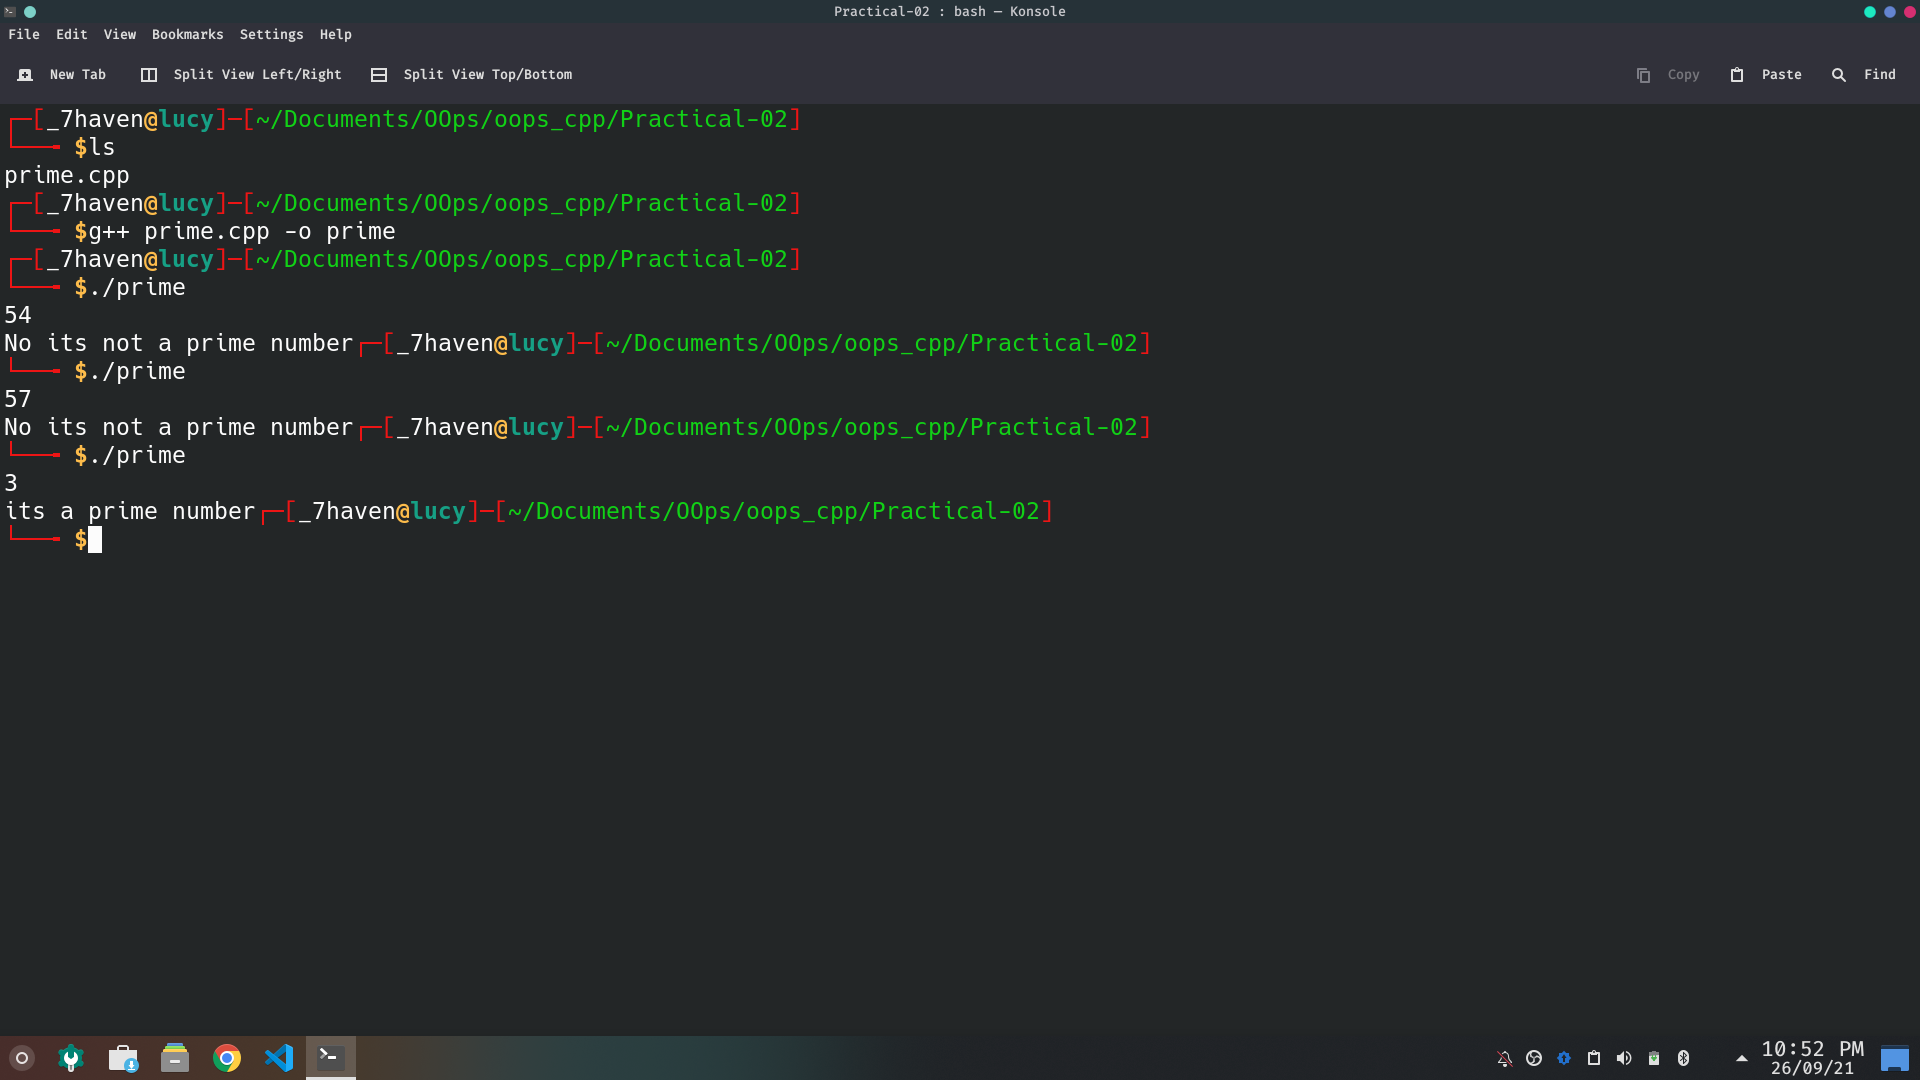 Practical-02 : bash — Konsole
File Edit View Bookmarks Settings Help
New Tab Split View Left/Right Split View Top/Bottom Copy Paste Find
┌─[_7haven@lucy]─[~/Documents/OOps/oops_cpp/Practical-02]
└──╼ $ls
prime.cpp
┌─[_7haven@lucy]─[~/Documents/OOps/oops_cpp/Practical-02]
└──╼ $g++ prime.cpp -o prime
┌─[_7haven@lucy]─[~/Documents/OOps/oops_cpp/Practical-02]
└──╼ $./prime
54
No its not a prime number┌─[_7haven@lucy]─[~/Documents/OOps/oops_cpp/Practical-02]
└──╼ $./prime
57
No its not a prime number┌─[_7haven@lucy]─[~/Documents/OOps/oops_cpp/Practical-02]
└──╼ $./prime
3
its a prime number┌─[_7haven@lucy]─[~/Documents/OOps/oops_cpp/Practical-02]
└──╼ $
10:52 PM
26/09/21